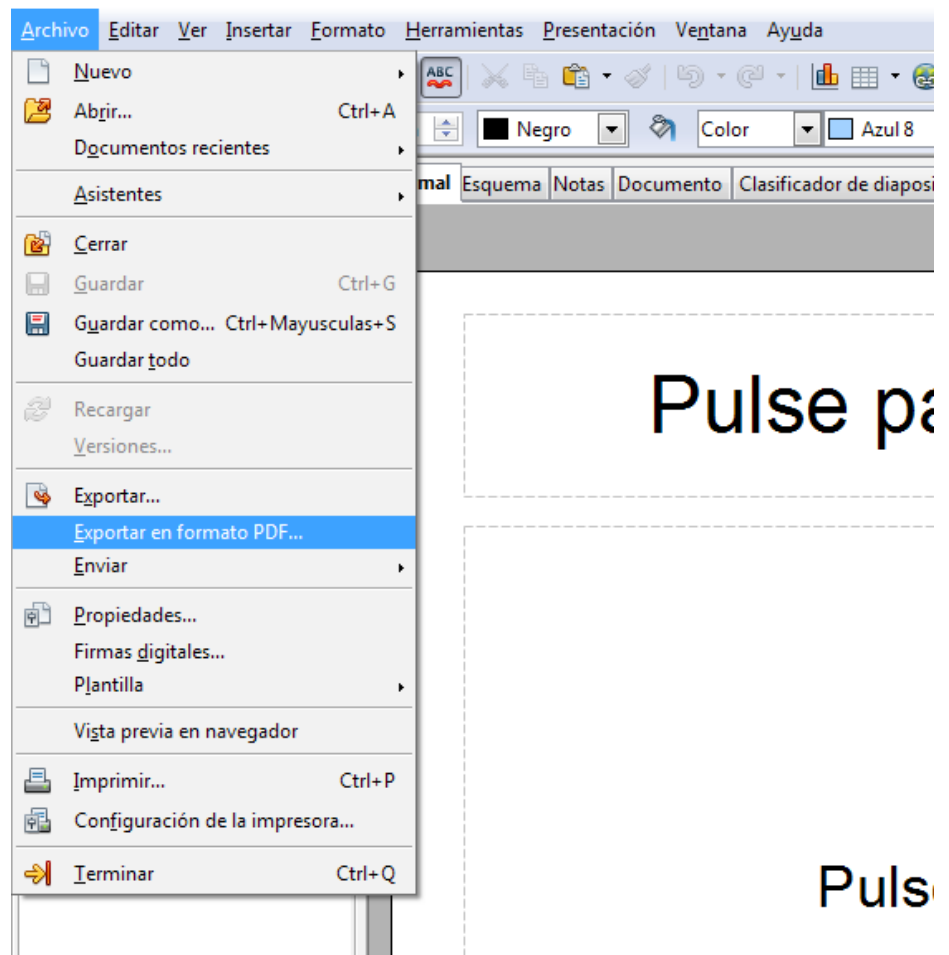 Archivo Editar Ver Insertar Formato Herramientas Presentación Ventana Ayuda
Nuevo
ABC
Abrir... Ctrl+A
Negro Color Azul 8
Documentos recientes
mal Esquema Notas Documento Clasificador de diaposi
Asistentes
Cerrar
Guardar Ctrl+G
Guardar como... Ctrl+Mayusculas+S
Guardar todo
Recargar
Pulse pa
Versiones...
Exportar...
Exportar en formato PDF...
Enviar
Propiedades...
Firmas digitales...
Plantilla
Vista previa en navegador
Imprimir... Ctrl+P
Configuración de la impresora...
Terminar Ctrl+Q
Pulse